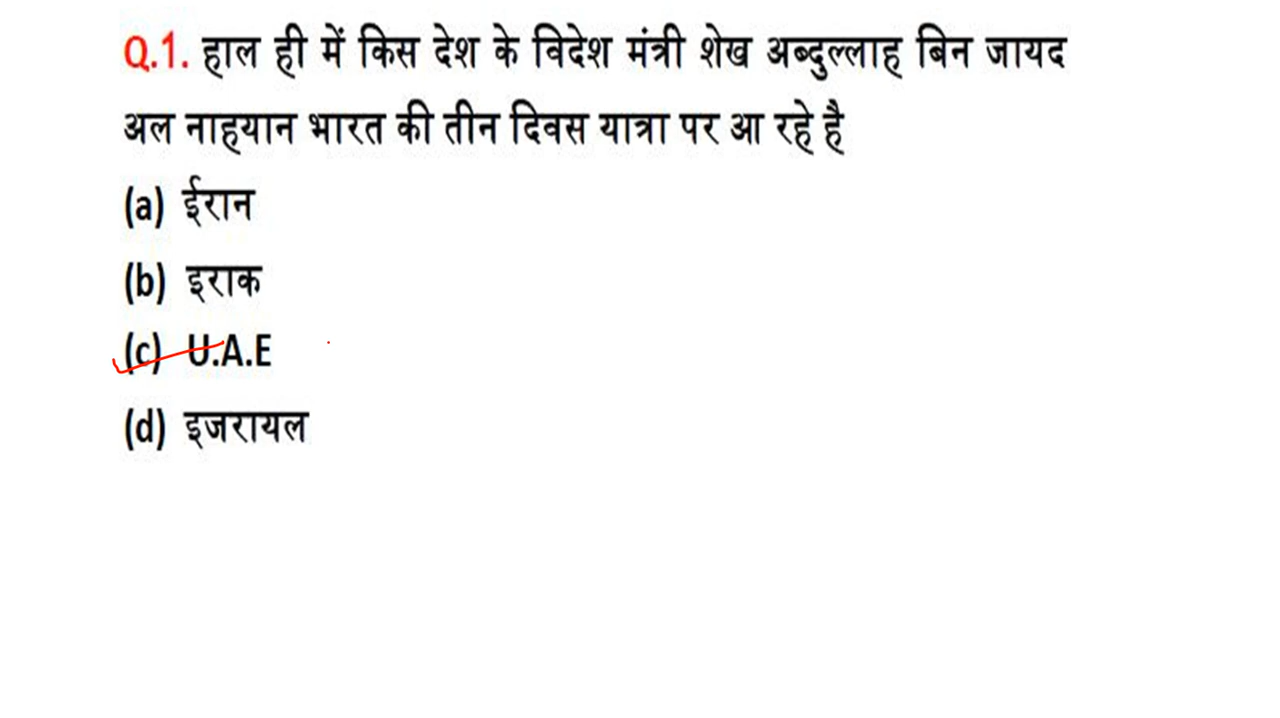 Q.1. हाल ही में किस देश के विदेश मंत्री शेख अब्दुल्लाह बिन जायद
अल नाहयान भारत की तीन दिवस यात्रा पर आ रहे है
(a) ईरान
(b) इराक
(c) U.A.E
(d) इजरायल